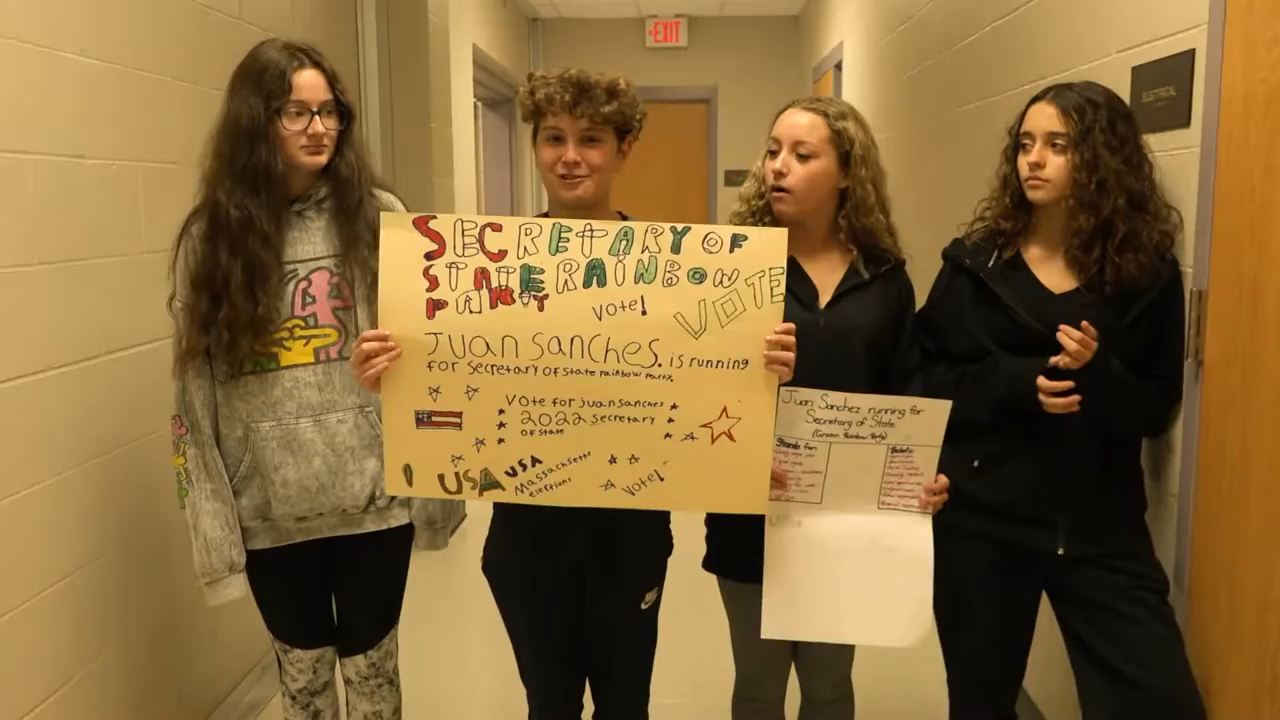 EXIT
ELECTRICAL
SECRETARY OF
STATE RAINBOW
PARTY
Vote!
VOTE
Juan Sanches. is running
for Secretary OF State rainbow Party.
Vote for juan sanches
2022 Secretary
OF State
USA
USA
Massachsetts
elections
Vote!
Juan Sanchez running for
Secretary of State
(Green Rainbow Party)
Stands for: